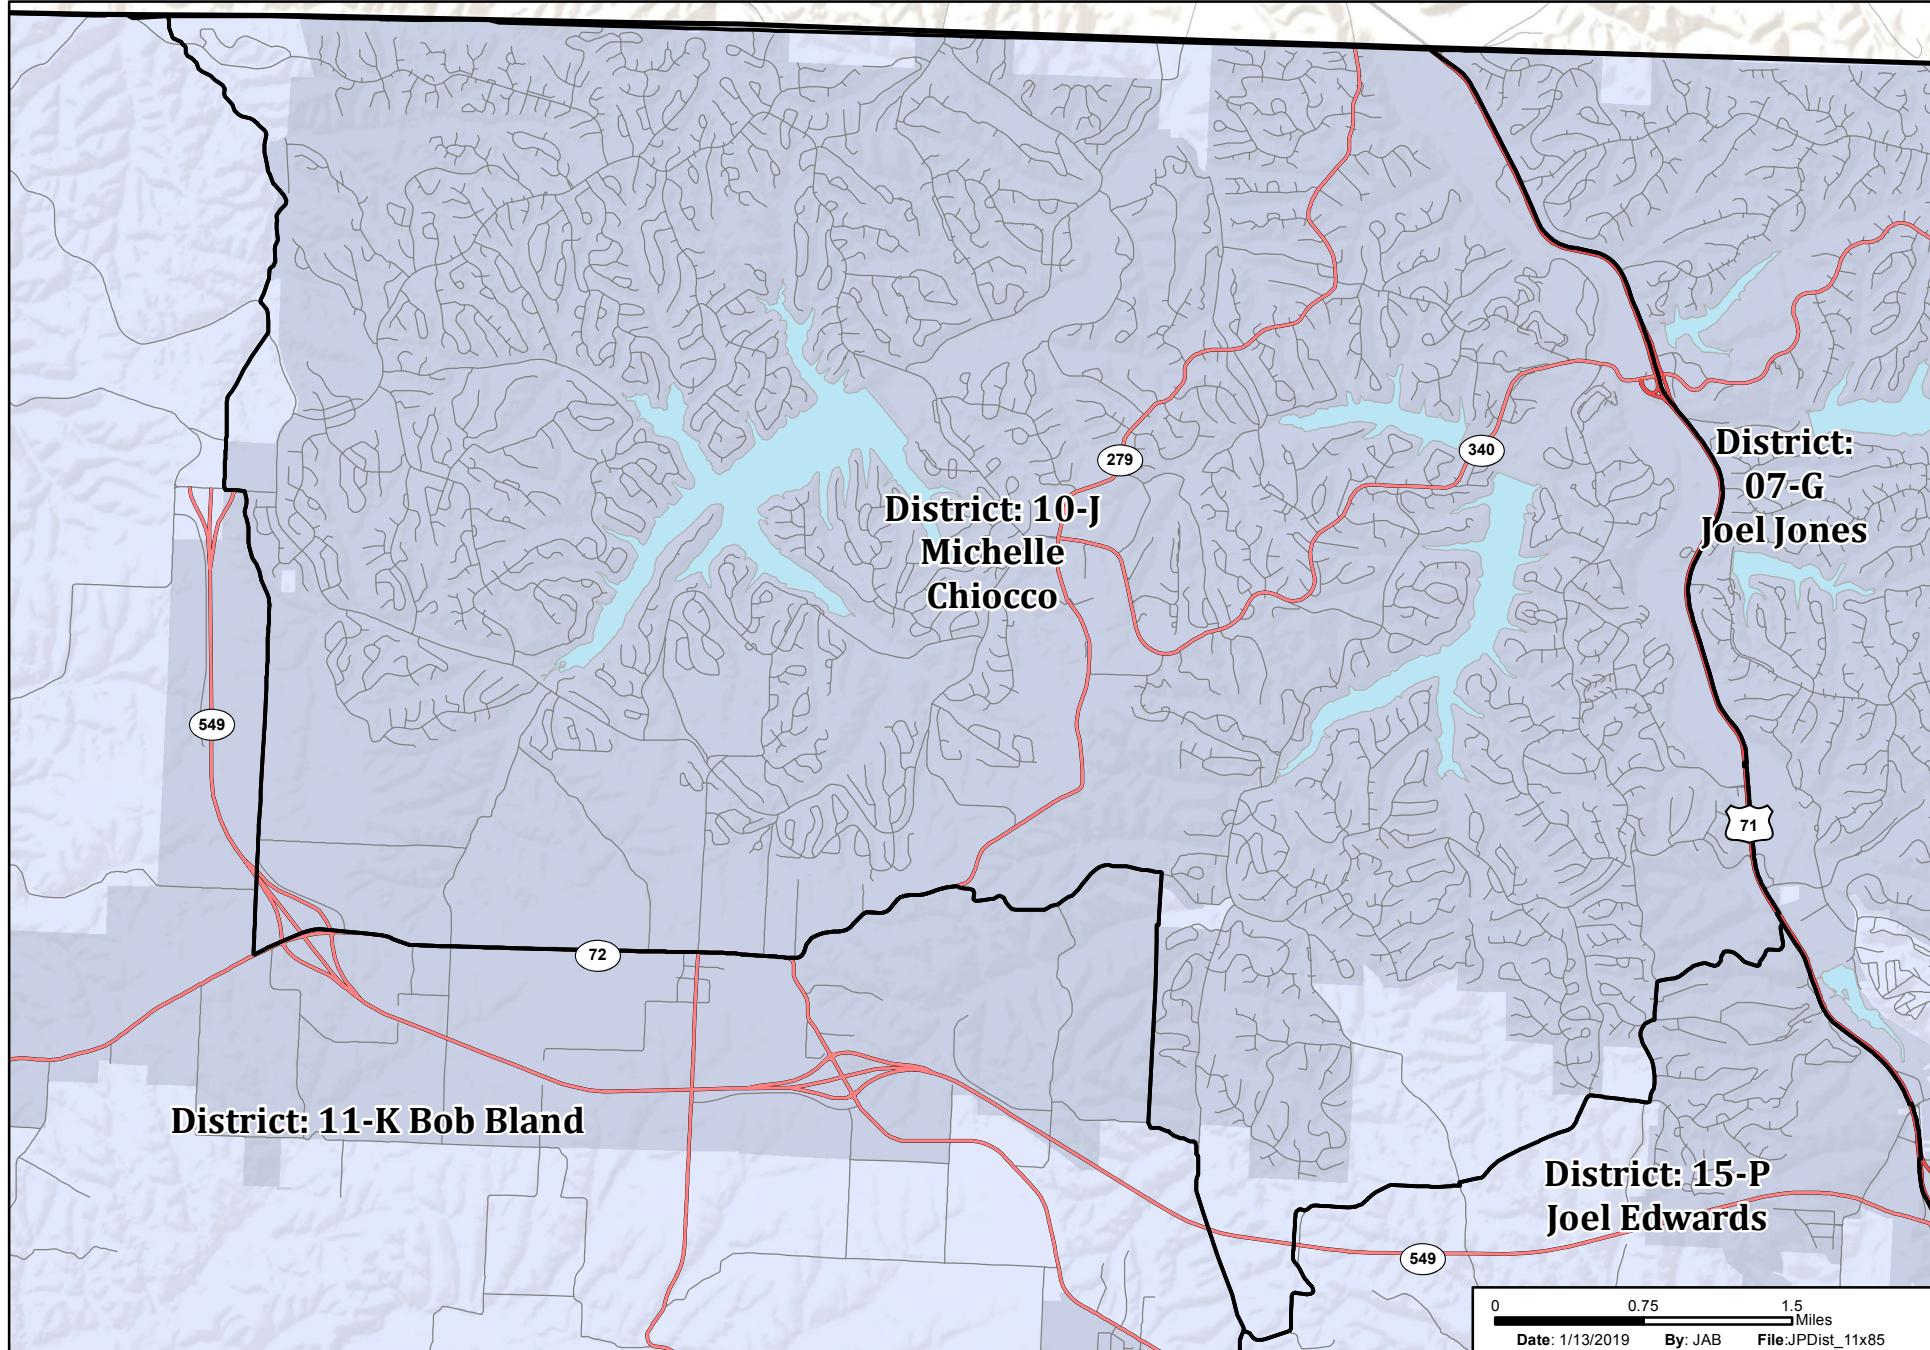 279
340
District:
07-G
Joel Jones
District: 10-J
Michelle
Chiocco
549
71
72
District: 11-K Bob Bland
District: 15-P
Joel Edwards
549
0 0.75 1.5
Miles
Date: 1/13/2019 By: JAB File:JPDist_11x85